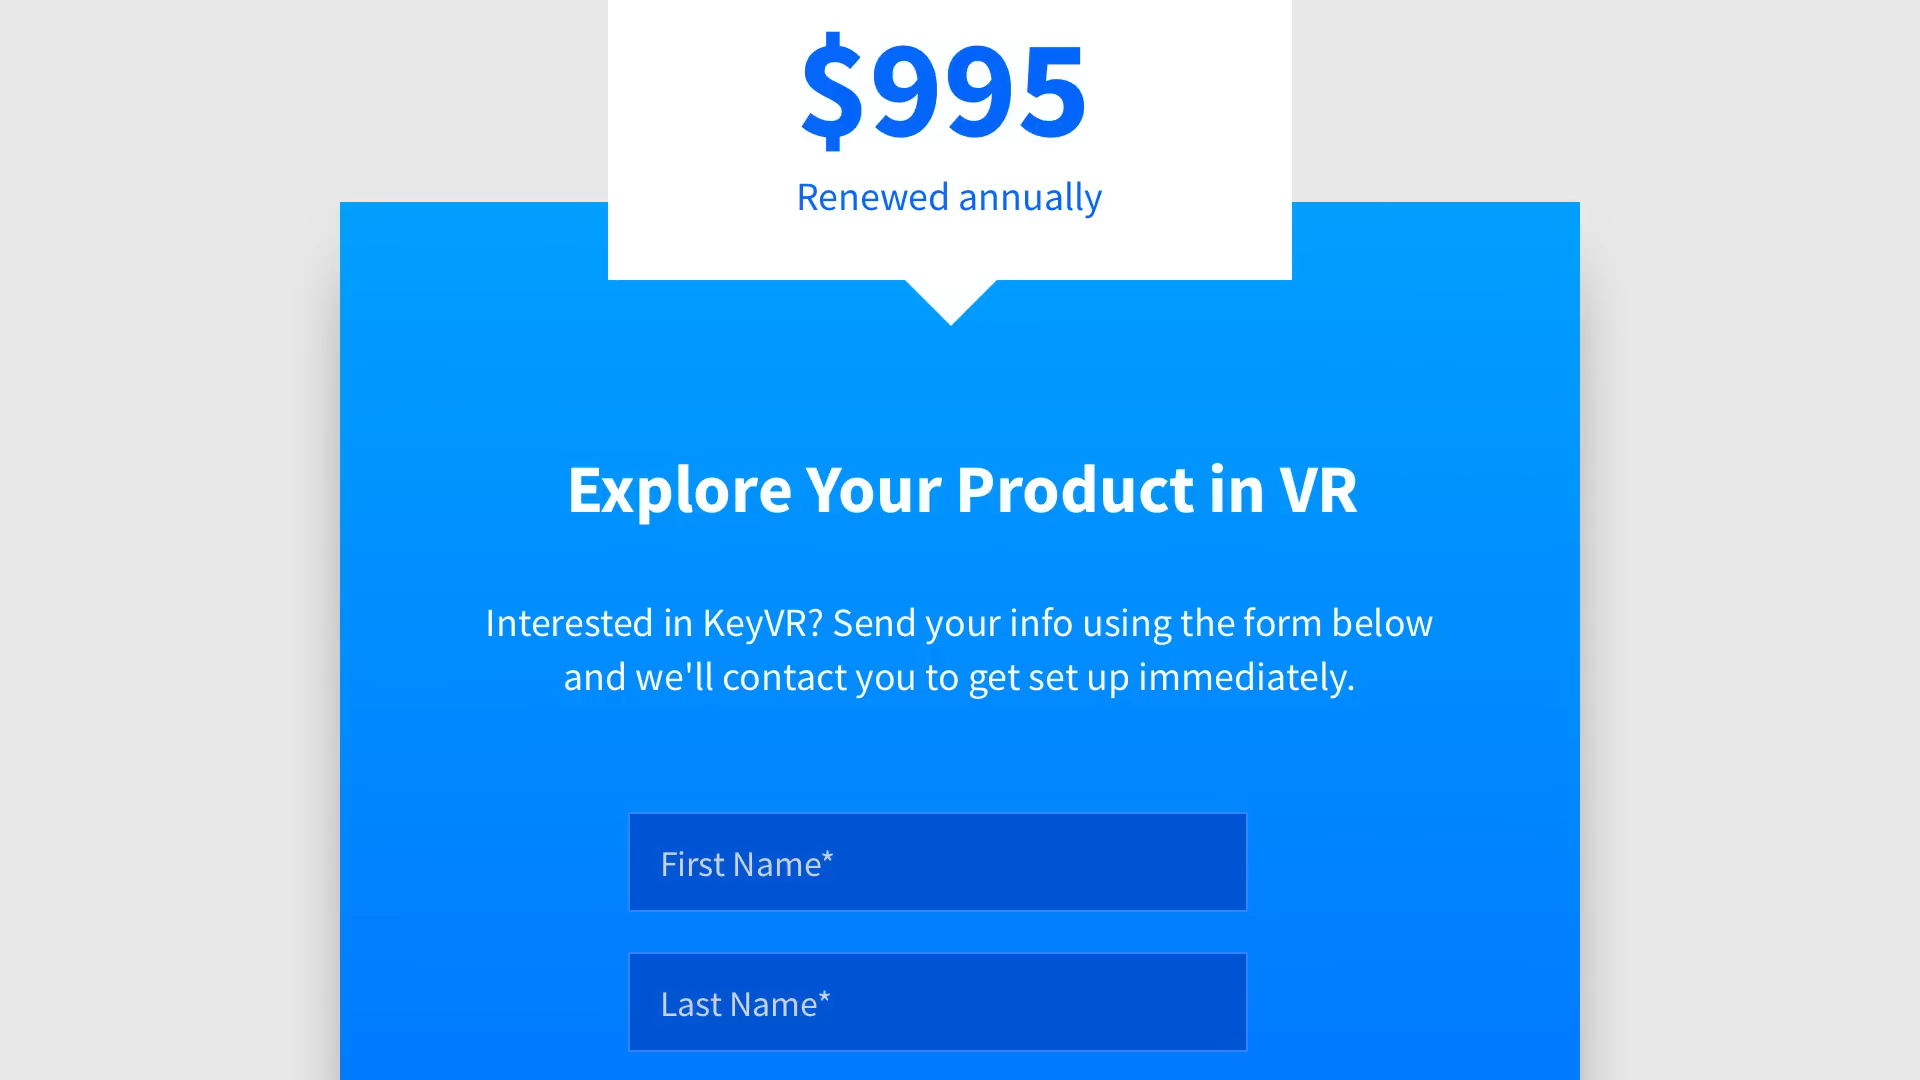 $995
Renewed annually
Explore Your Product in VR
Interested in KeyVR? Send your info using the form below
and we'll contact you to get set up immediately.
First Name*
Last Name*